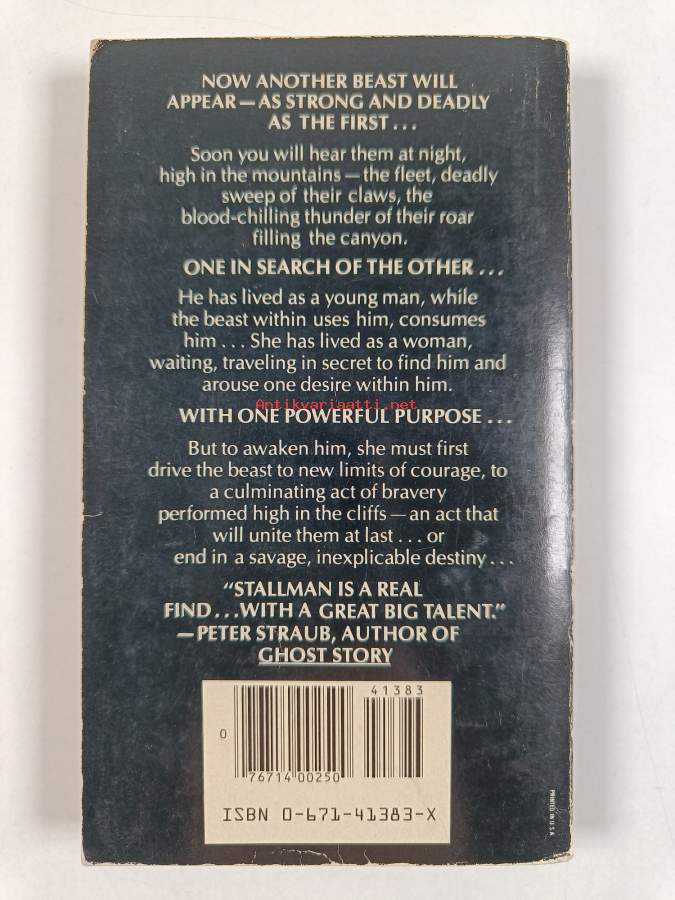 NOW ANOTHER BEAST WILL
APPEAR—AS STRONG AND DEADLY
AS THE FIRST...
Soon you will hear them at night,
high in the mountains—the fleet, deadly
sweep of their claws, the
blood-chilling thunder of their roar
filling the canyon.
ONE IN SEARCH OF THE OTHER...
He has lived as a young man, while
the beast within uses him, consumes
him... She has lived as a woman,
waiting, traveling in secret to find him and
arouse one desire within him.
Antikvariaatti.net
WITH ONE POWERFUL PURPOSE...
But to awaken him, she must first
drive the beast to new limits of courage, to
a culminating act of bravery
performed high in the cliffs—an act that
will unite them at last...or
end in a savage, inexplicable destiny...
"STALLMAN IS A REAL
FIND...WITH A GREAT BIG TALENT."
—PETER STRAUB, AUTHOR OF
GHOST STORY
41383
0
76714 00250
ISBN 0-671-41383-X
PRINTED IN U.S.A.